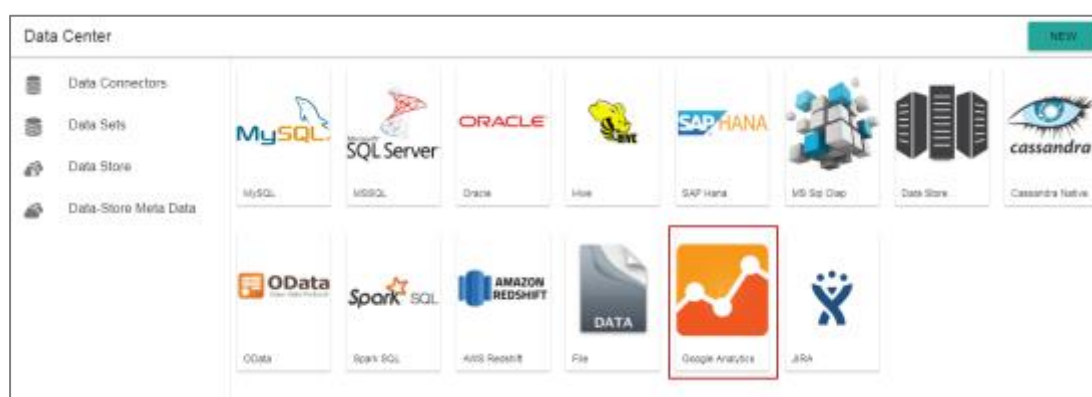 Data Center
NEW
Data Connectors
Data Sets
Data Store
Data-Store Meta Data
MySQL
Microsoft
SQL Server
ORACLE
HIVE
SAP HANA
cassandra
MySQL
MSSQL
Oracle
Hive
SAP Hana
MS Sql Olap
Data Store
Cassandra Native
OData
Spark SQL
AMAZON
REDSHIFT
DATA
OData
Spark SQL
AWS Redshift
File
Google Analytics
JIRA